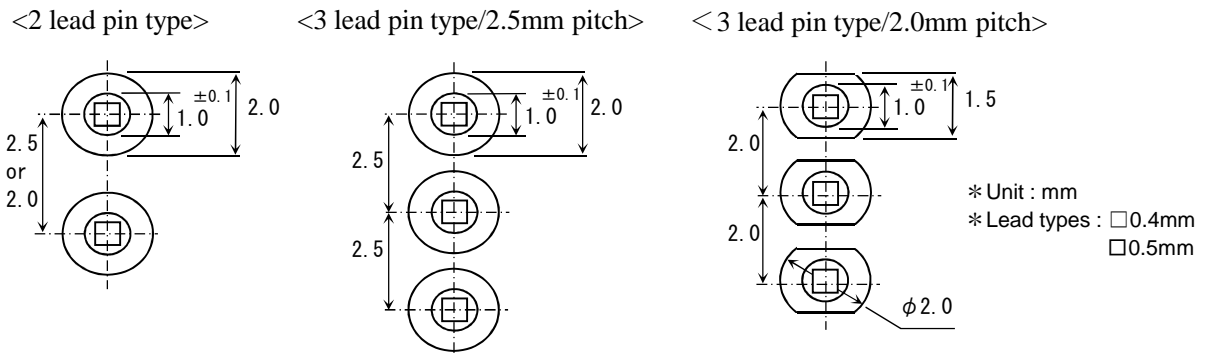 <2 lead pin type>
<3 lead pin type/2.5mm pitch>
＜3 lead pin type/2.0mm pitch>
±0.1
1.0
2.0
2.5
or
2.0
±0.1
1.0
2.0
2.5
2.5
±0.1
1.0
1.5
2.0
2.0
φ2.0
＊Unit : mm
＊Lead types : □0.4mm
□0.5mm